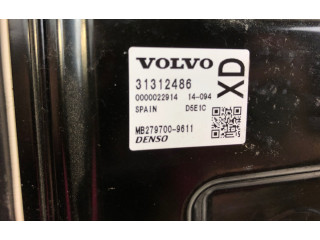 VOLVO
31312486
0000022914 14-094
SPAIN D5E1C
MB279700-9611
DENSO
XD